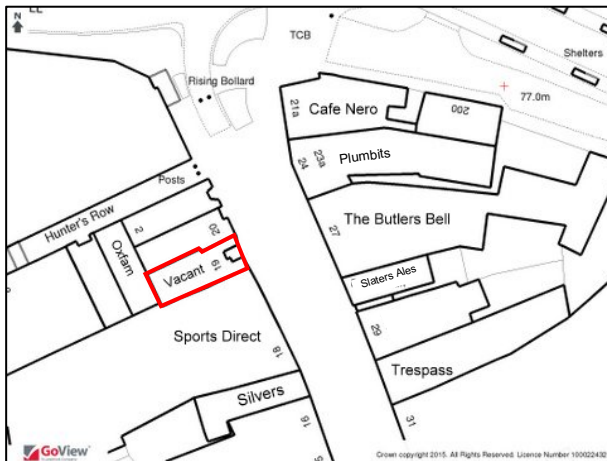 LL
N
TCB
Shelters
Rising Bollard
77.0m
21a
Cafe Nero
200
23a
24
Plumbits
Posts
Hunter's Row
2
20
27
The Butlers Bell
Oxfam
Vacant
19
Slaters Ales
...
Sports Direct
18
29
Trespass
Silvers
16
31
GoView
Crown copyright 2015. All Rights Reserved. Licence Number 100022432